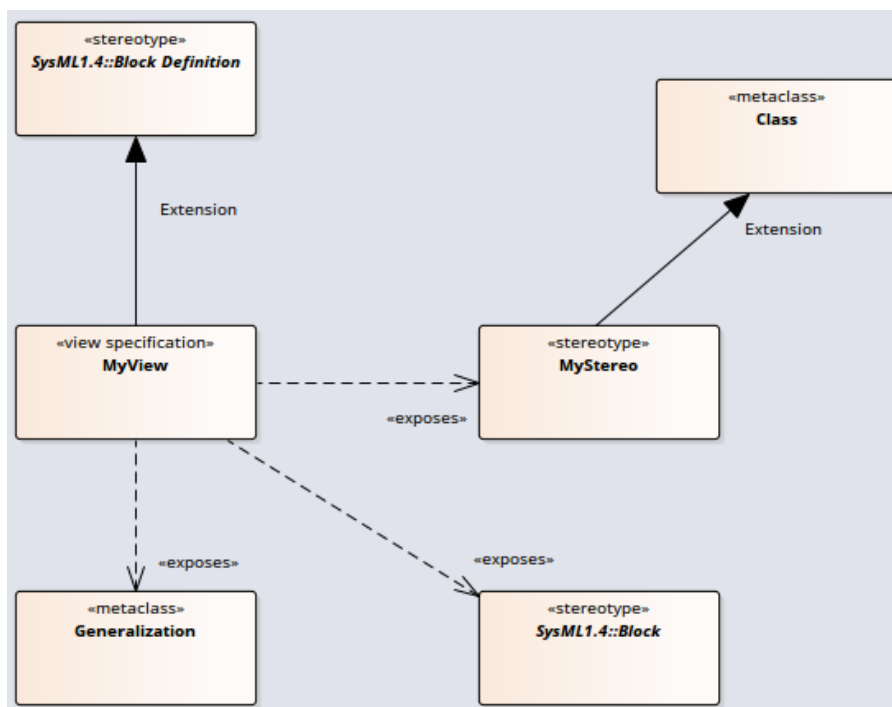 «stereotype»
SysML1.4::Block Definition
«metaclass»
Class
Extension
Extension
«view specification»
MyView
«stereotype»
MyStereo
«exposes»
«exposes»
«exposes»
«metaclass»
Generalization
«stereotype»
SysML1.4::Block